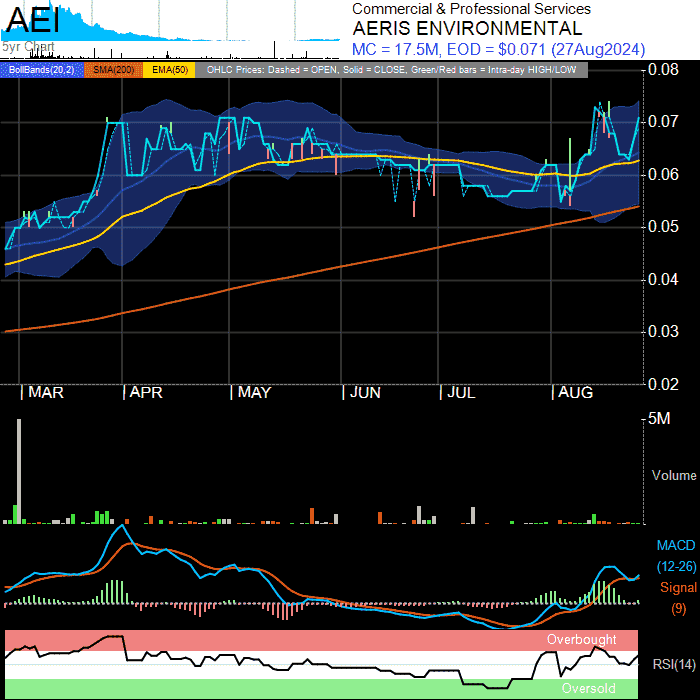 AEI
5yr Chart
Commercial & Professional Services
AERIS ENVIRONMENTAL
MC = 17.5M, EOD = $0.071 (27Aug2024)
BollBands(20,2) SMA(200) EMA(50) OHLC Prices: Dashed = OPEN, Solid = CLOSE, Green/Red bars = Intra-day HIGH/LOW
0.08
0.07
0.06
0.05
0.04
0.03
0.02
| MAR | APR | MAY | JUN | JUL | AUG
5M
Volume
MACD
(12-26)
Signal
(9)
Overbought
RSI(14)
Oversold